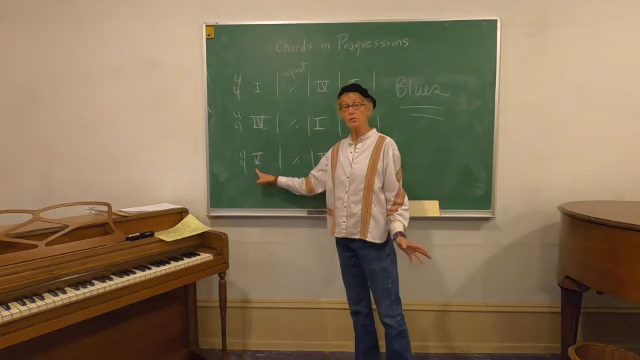 Chords in Progressions
repeat
4/4 I | ٪ | IV | I |
Blues
4/4 IV | ٪ | I |
4/4 V | ٪ | I